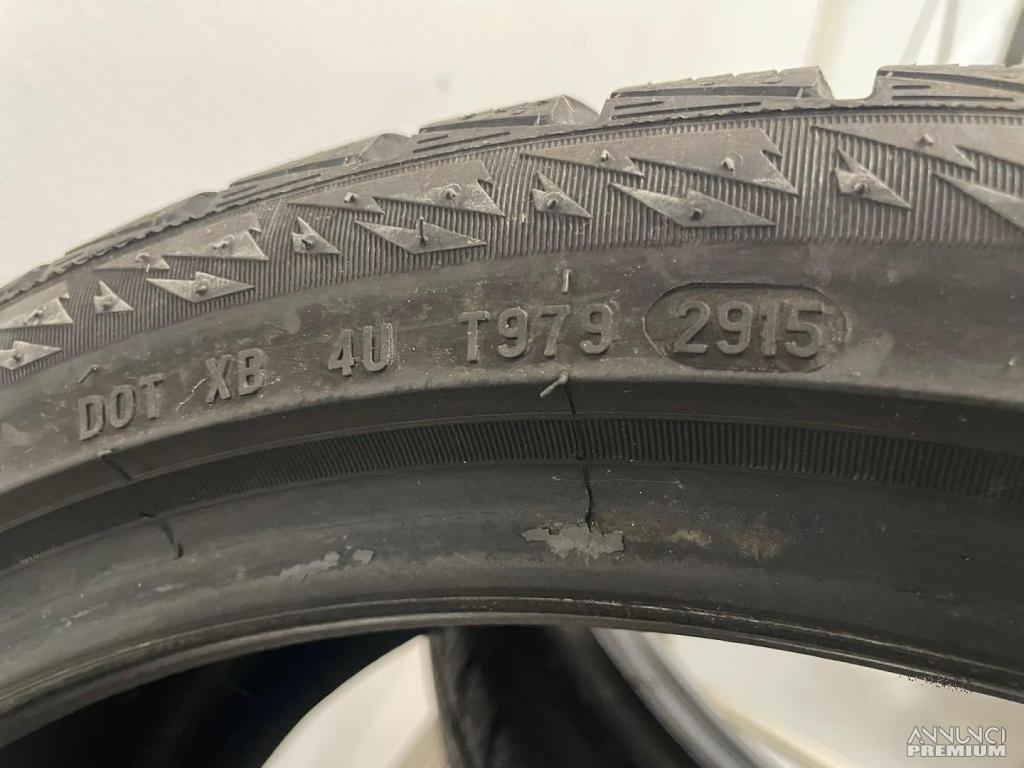 DOT XB 4U T979 2915
ANNUNCI
PREMIUM